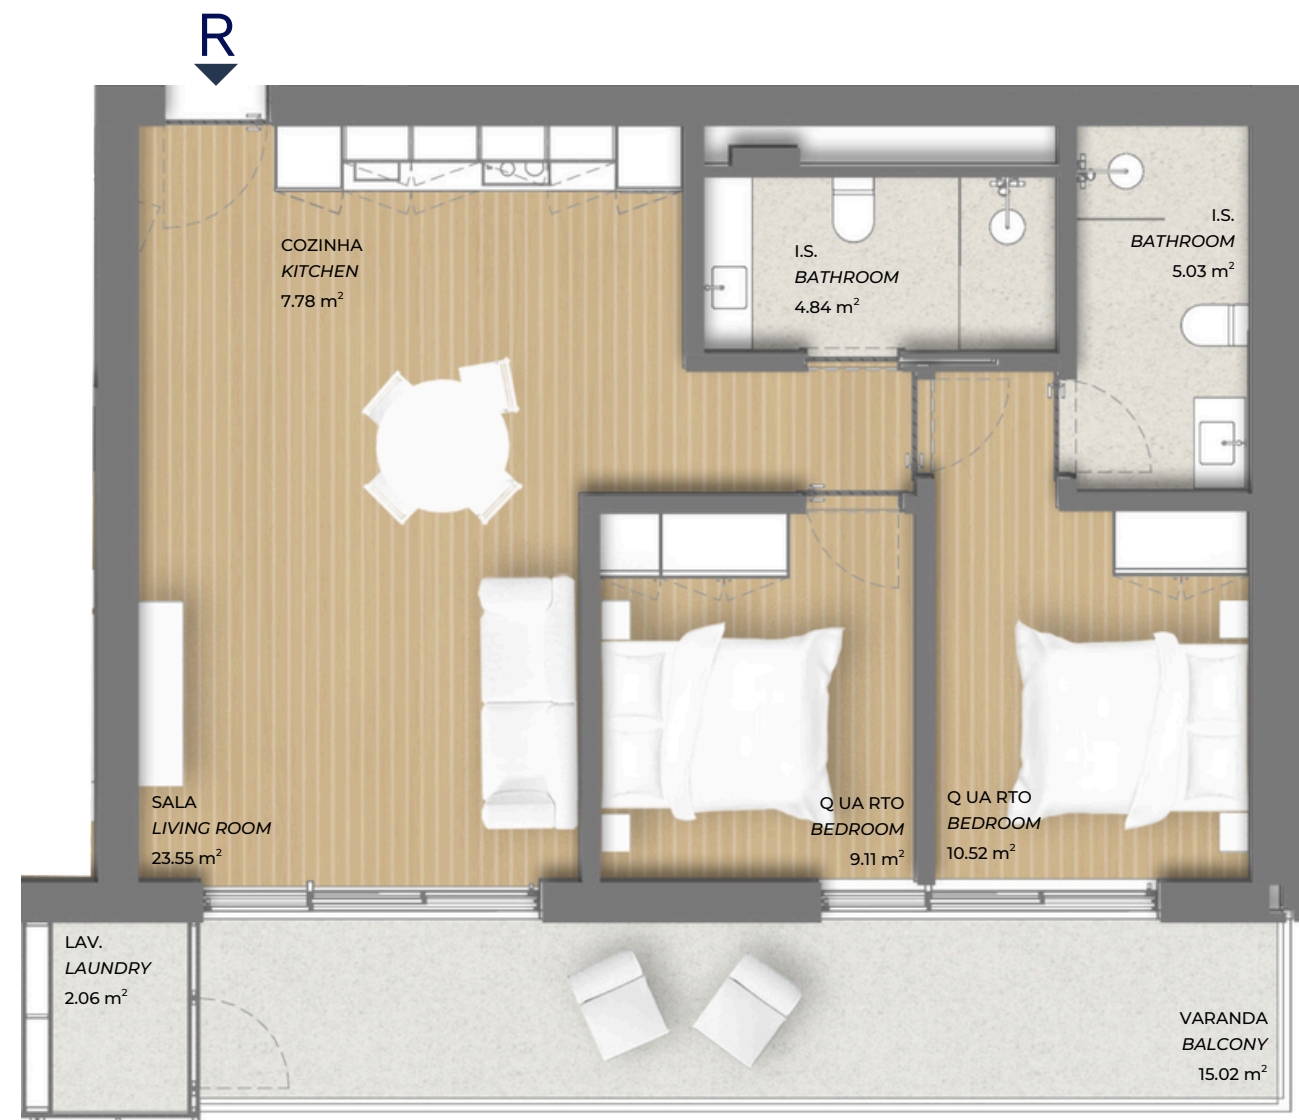 R
COZINHA
KITCHEN
7.78 m²
I.S.
BATHROOM
4.84 m²
I.S.
BATHROOM
5.03 m²
SALA
LIVING ROOM
23.55 m²
Q UA RTO
BEDROOM
9.11 m²
Q UA RTO
BEDROOM
10.52 m²
LAV.
LAUNDRY
2.06 m²
VARANDA
BALCONY
15.02 m²